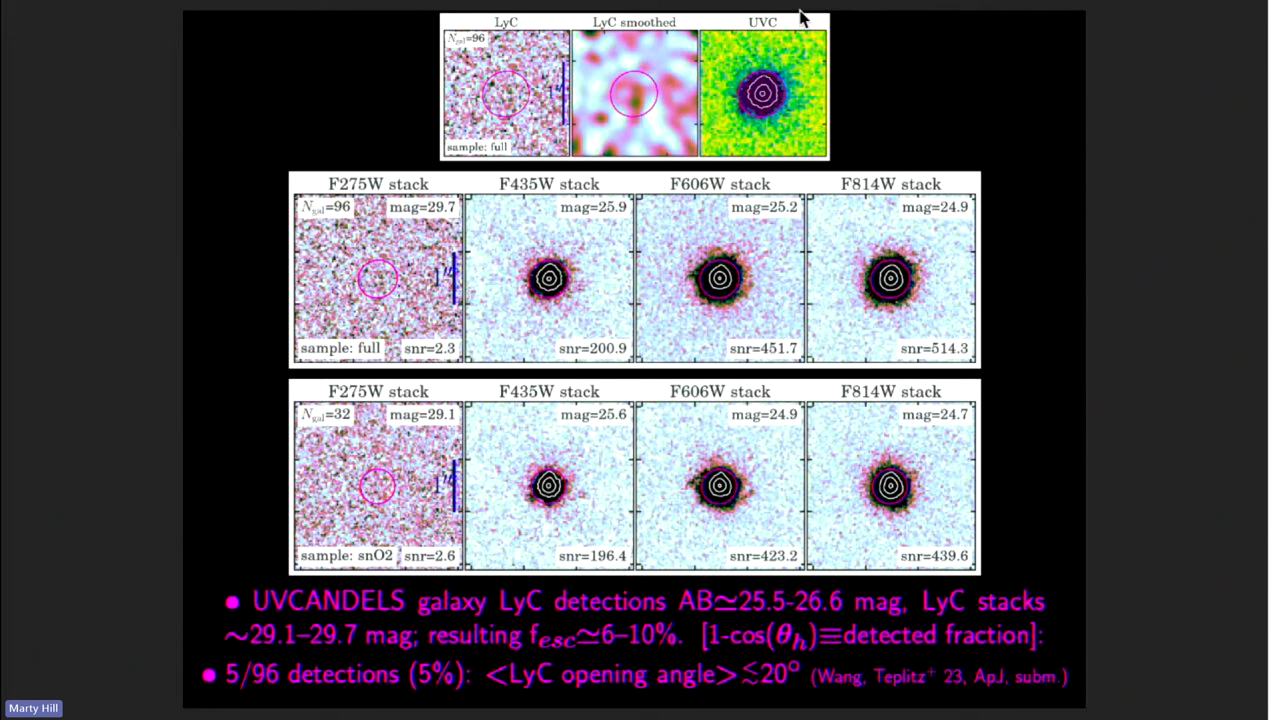 LyC LyC smoothed UVC
N_gal=96
1"
sample: full
F275W stack F435W stack F606W stack F814W stack
N_gal=96 mag=29.7 mag=25.9 mag=25.2 mag=24.9
1"
sample: full snr=2.3 snr=200.9 snr=451.7 snr=514.3
F275W stack F435W stack F606W stack F814W stack
N_gal=32 mag=29.1 mag=25.6 mag=24.9 mag=24.7
1"
sample: snO2 snr=2.6 snr=196.4 snr=423.2 snr=439.6
• UVCANDELS galaxy LyC detections AB≃25.5-26.6 mag, LyC stacks
∼29.1–29.7 mag; resulting f_esc≃6–10%. [1-cos(θ_h)≡detected fraction]:
• 5/96 detections (5%): <LyC opening angle>≲20° (Wang, Teplitz⁺ 23, ApJ, subm.)
Marty Hill